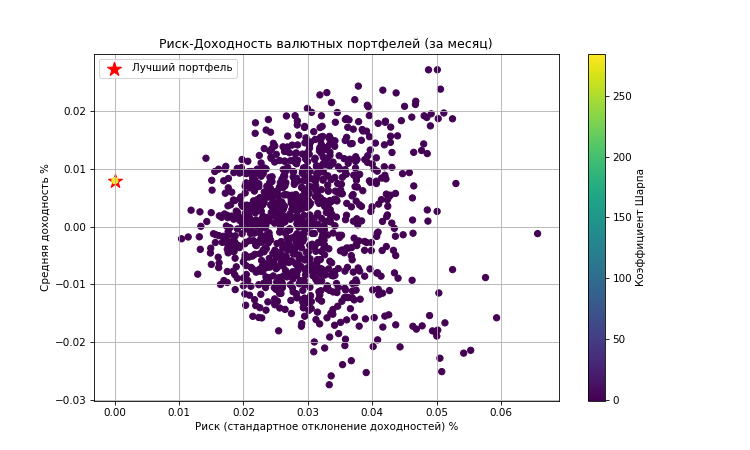 Риск-Доходность валютных портфелей (за месяц)
Лучший портфель
Средняя доходность %
0.02
0.01
0.00
−0.01
−0.02
−0.03
0.00 0.01 0.02 0.03 0.04 0.05 0.06
Риск (стандартное отклонение доходностей) %
250
200
150
100
50
0
Коэффициент Шарпа